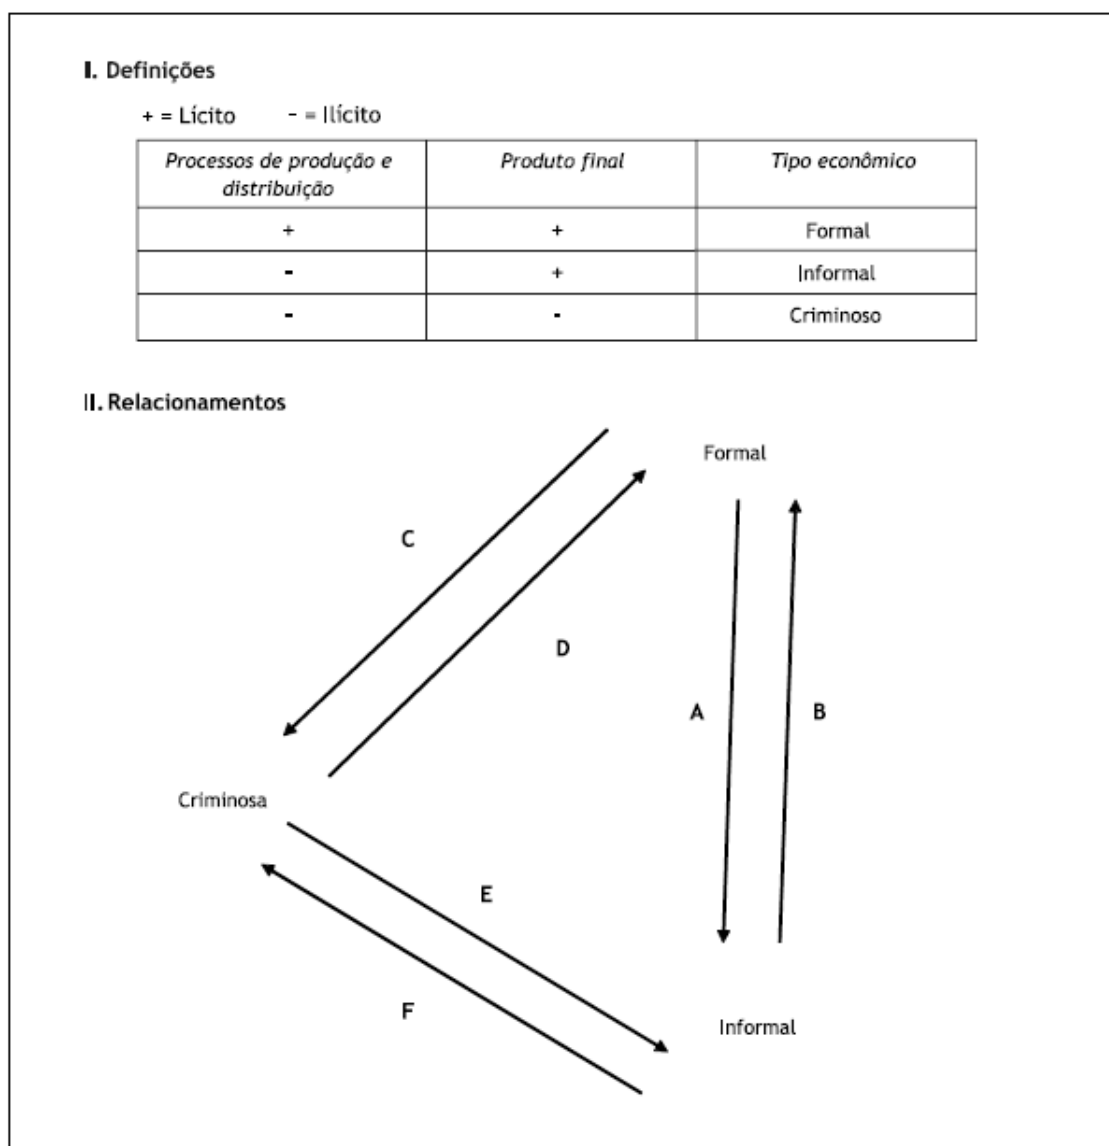 I. Definições
+ = Lícito - = Ilícito
Processos de produção e Produto final Tipo econômico
distribuição
+ + Formal
- + Informal
- - Criminoso
II. Relacionamentos
Formal
C
D
A B
Criminosa
E
F
Informal